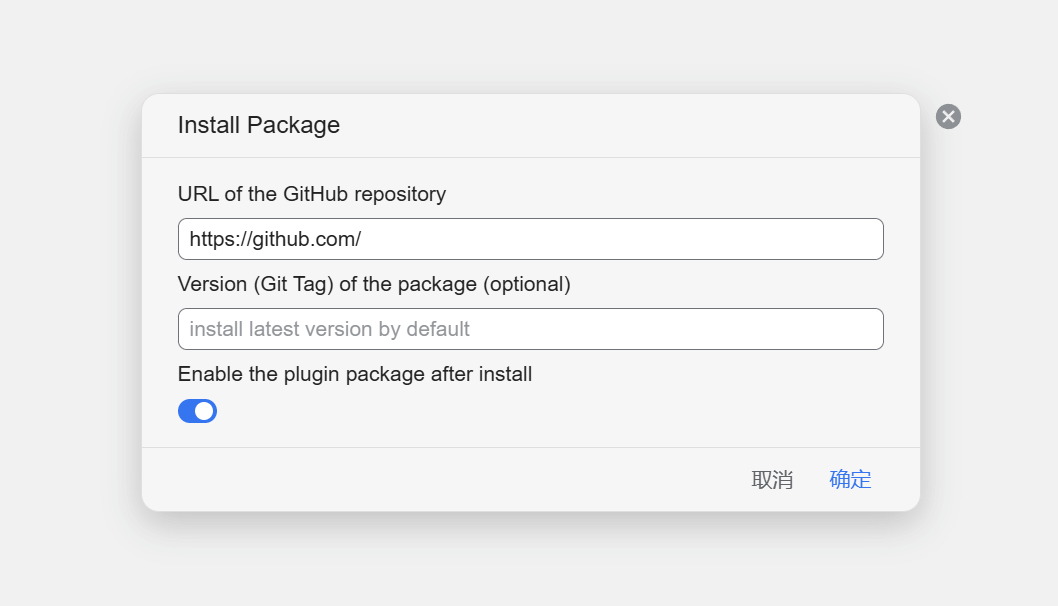 Install Package
URL of the GitHub repository
https://github.com/
Version (Git Tag) of the package (optional)
install latest version by default
Enable the plugin package after install
取消 确定